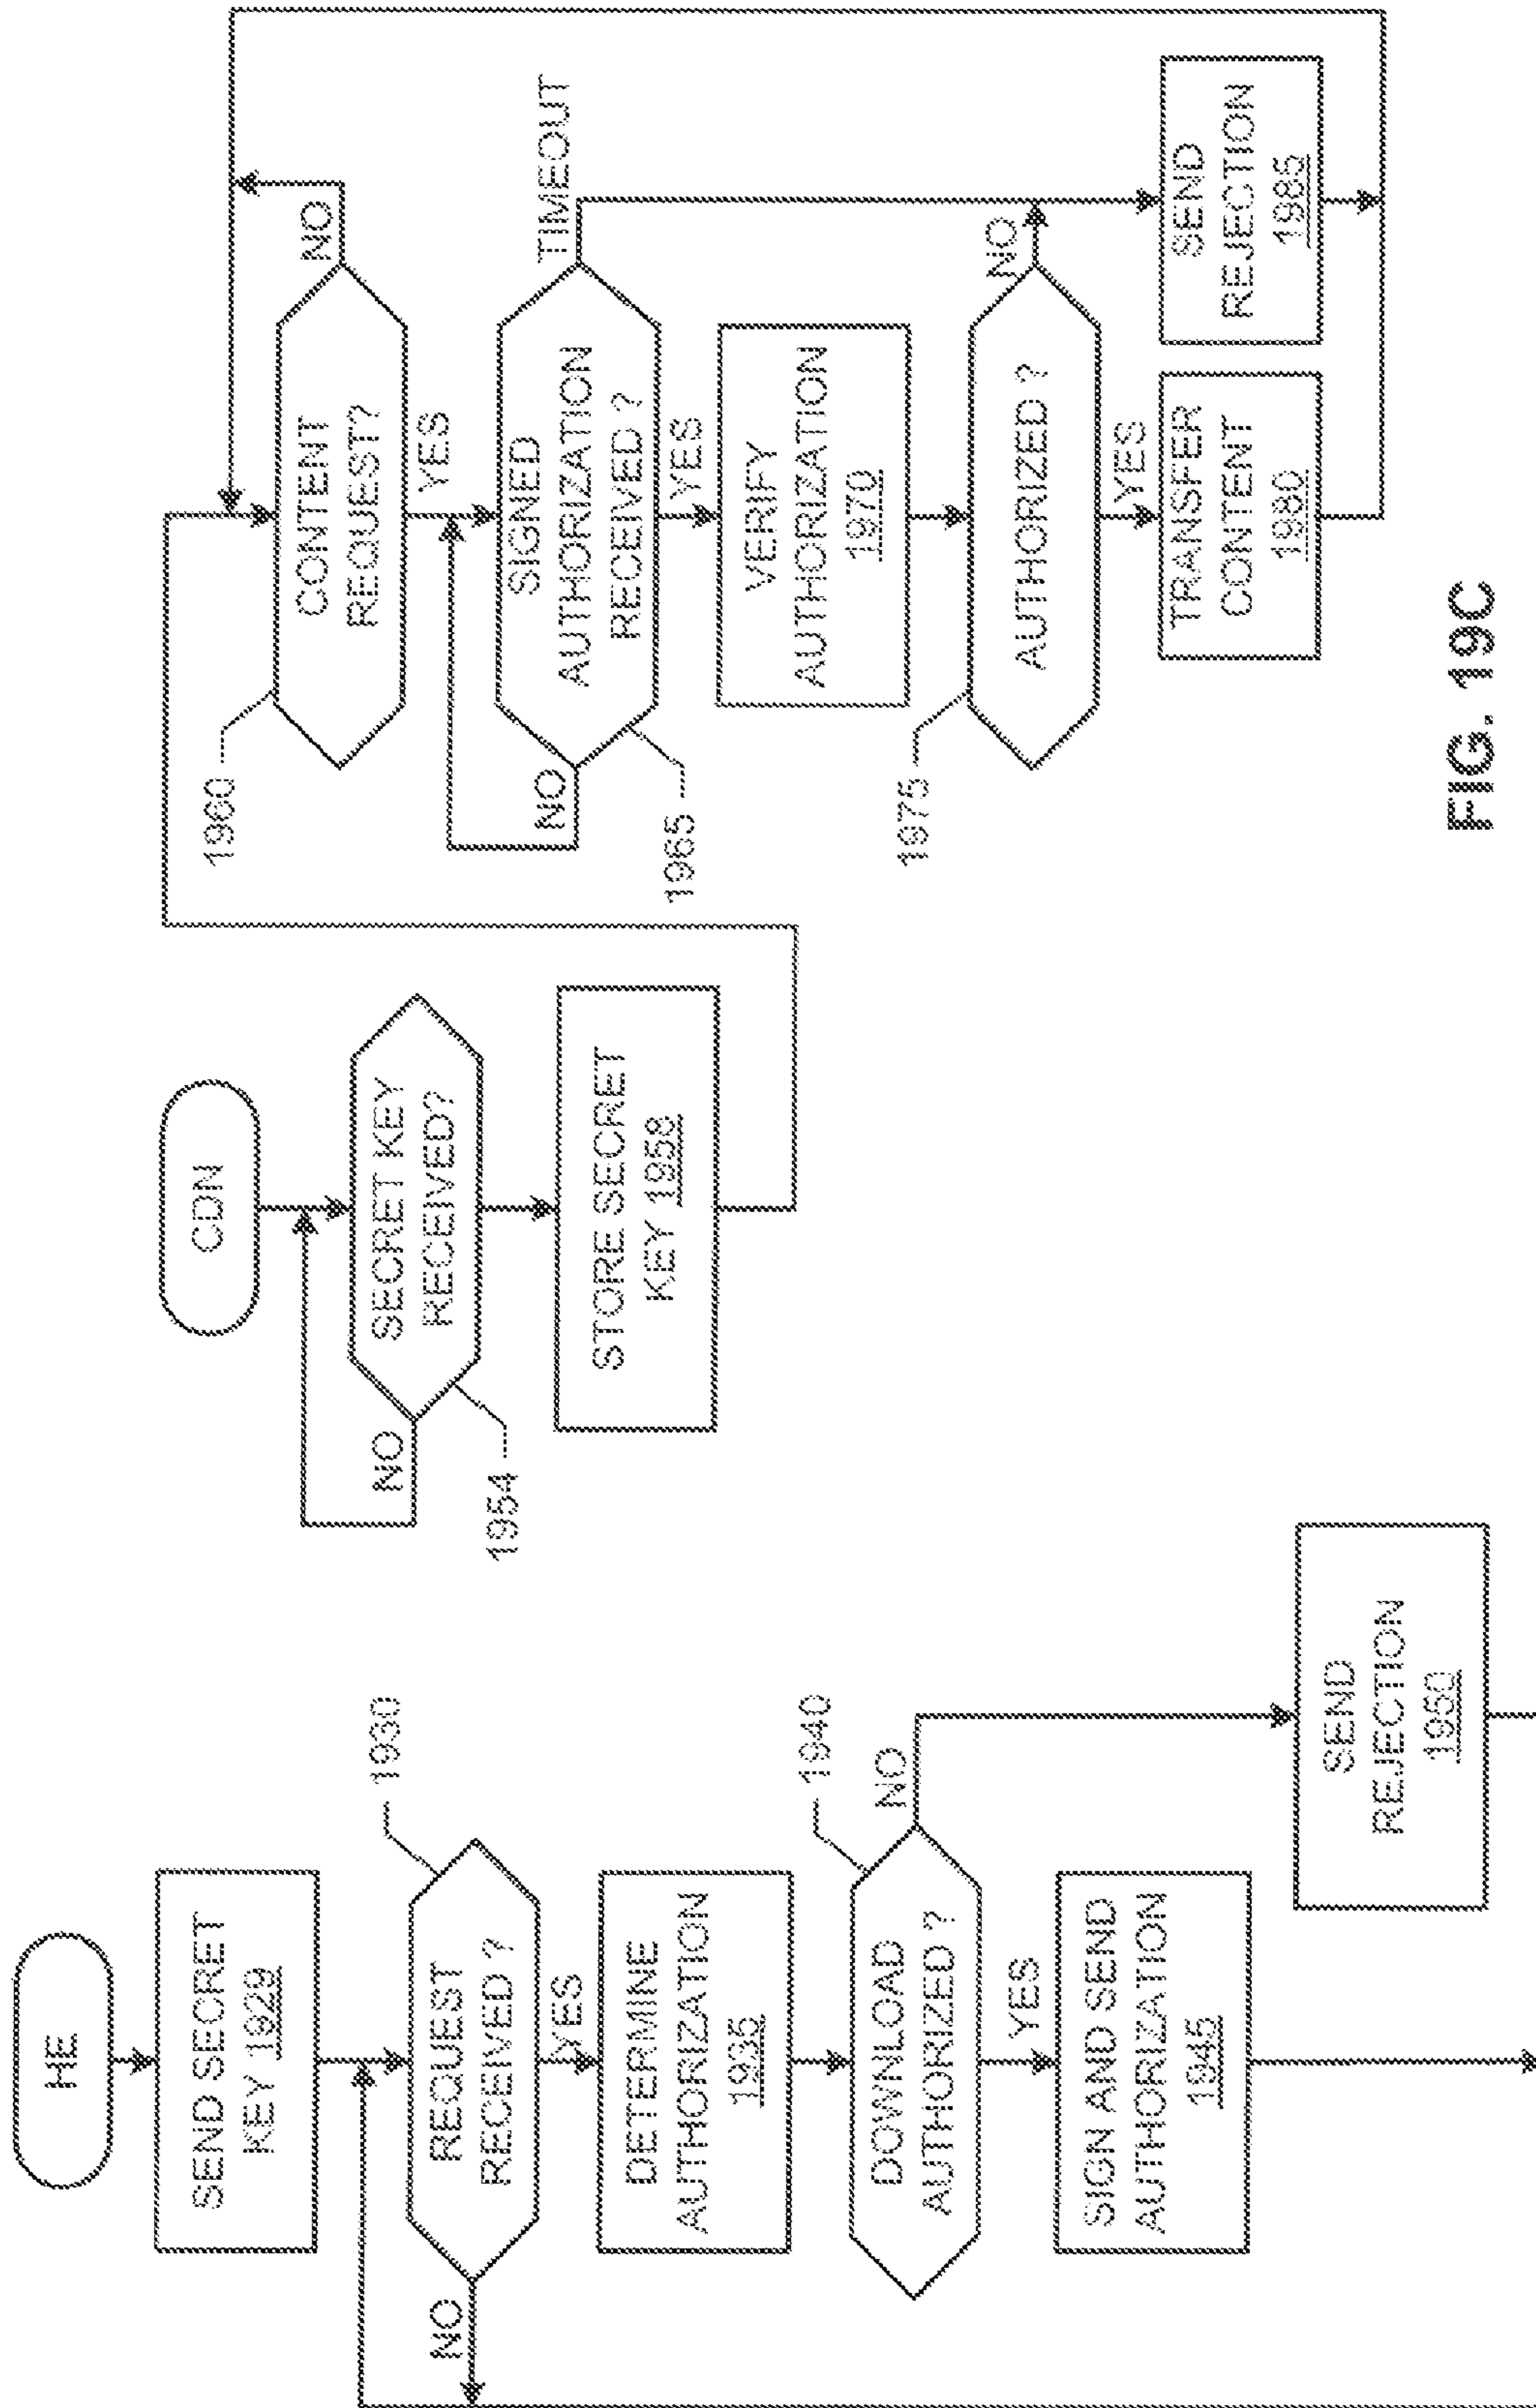 HE
SEND SECRET
KEY 1929
1930
REQUEST
RECEIVED ?
NO
YES
DETERMINE
AUTHORIZATION
1935
1940
DOWNLOAD
AUTHORIZED ?
NO
YES
SIGN AND SEND
AUTHORIZATION
1945
SEND
REJECTION
1950
CDN
SECRET KEY
RECEIVED?
NO
1954
STORE SECRET
KEY 1958
1960
CONTENT
REQUEST?
NO
YES
SIGNED
AUTHORIZATION
RECEIVED ?
NO
TIMEOUT
1965
YES
VERIFY
AUTHORIZATION
1970
1975
AUTHORIZED ?
NO
YES
TRANSFER
CONTENT
1980
SEND
REJECTION
1985
FIG. 19C